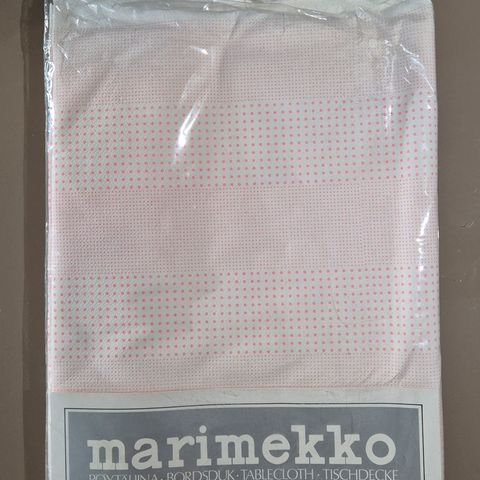 marimekko
PÖYTÄLIINA · BORDSDUK · TABLECLOTH · TISCHDECKE